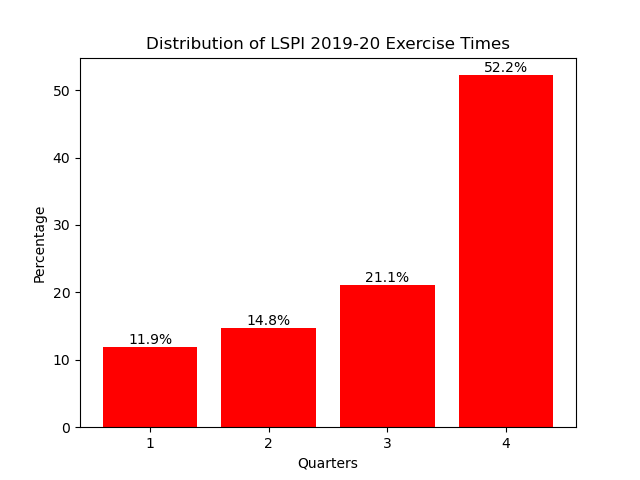 Distribution of LSPI 2019-20 Exercise Times
52.2%
50
40
30
21.1%
20
14.8%
11.9%
10
0
Percentage
1 2 3 4
Quarters